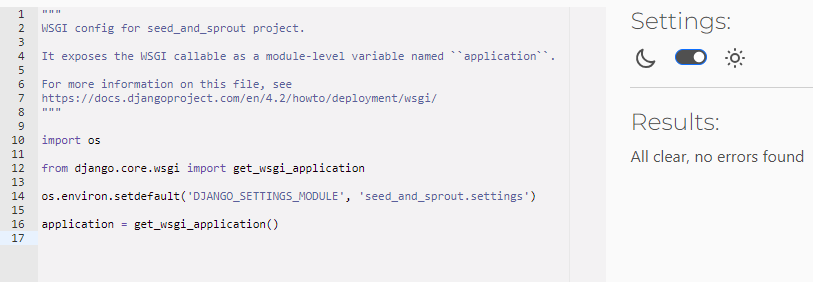 1 """
2 WSGI config for seed_and_sprout project.
3
4 It exposes the WSGI callable as a module-level variable named ``application``.
5
6 For more information on this file, see
7 https://docs.djangoproject.com/en/4.2/howto/deployment/wsgi/
8 """
9
10 import os
11
12 from django.core.wsgi import get_wsgi_application
13
14 os.environ.setdefault('DJANGO_SETTINGS_MODULE', 'seed_and_sprout.settings')
15
16 application = get_wsgi_application()
17
Settings:
Results:
All clear, no errors found